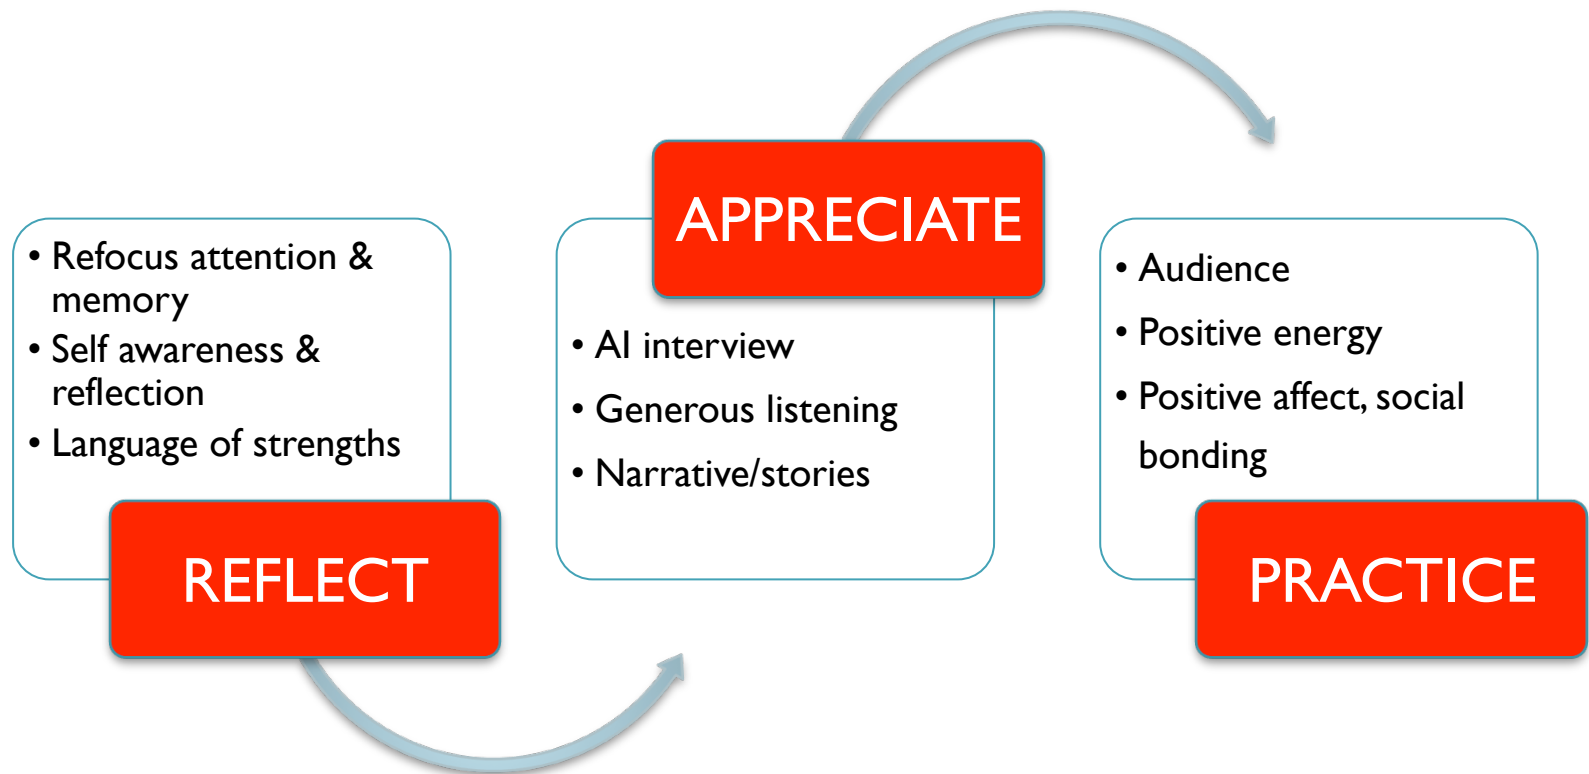 • Refocus attention &
memory
• Self awareness &
reflection
• Language of strengths
REFLECT
APPRECIATE
• AI interview
• Generous listening
• Narrative/stories
• Audience
• Positive energy
• Positive affect, social
bonding
PRACTICE